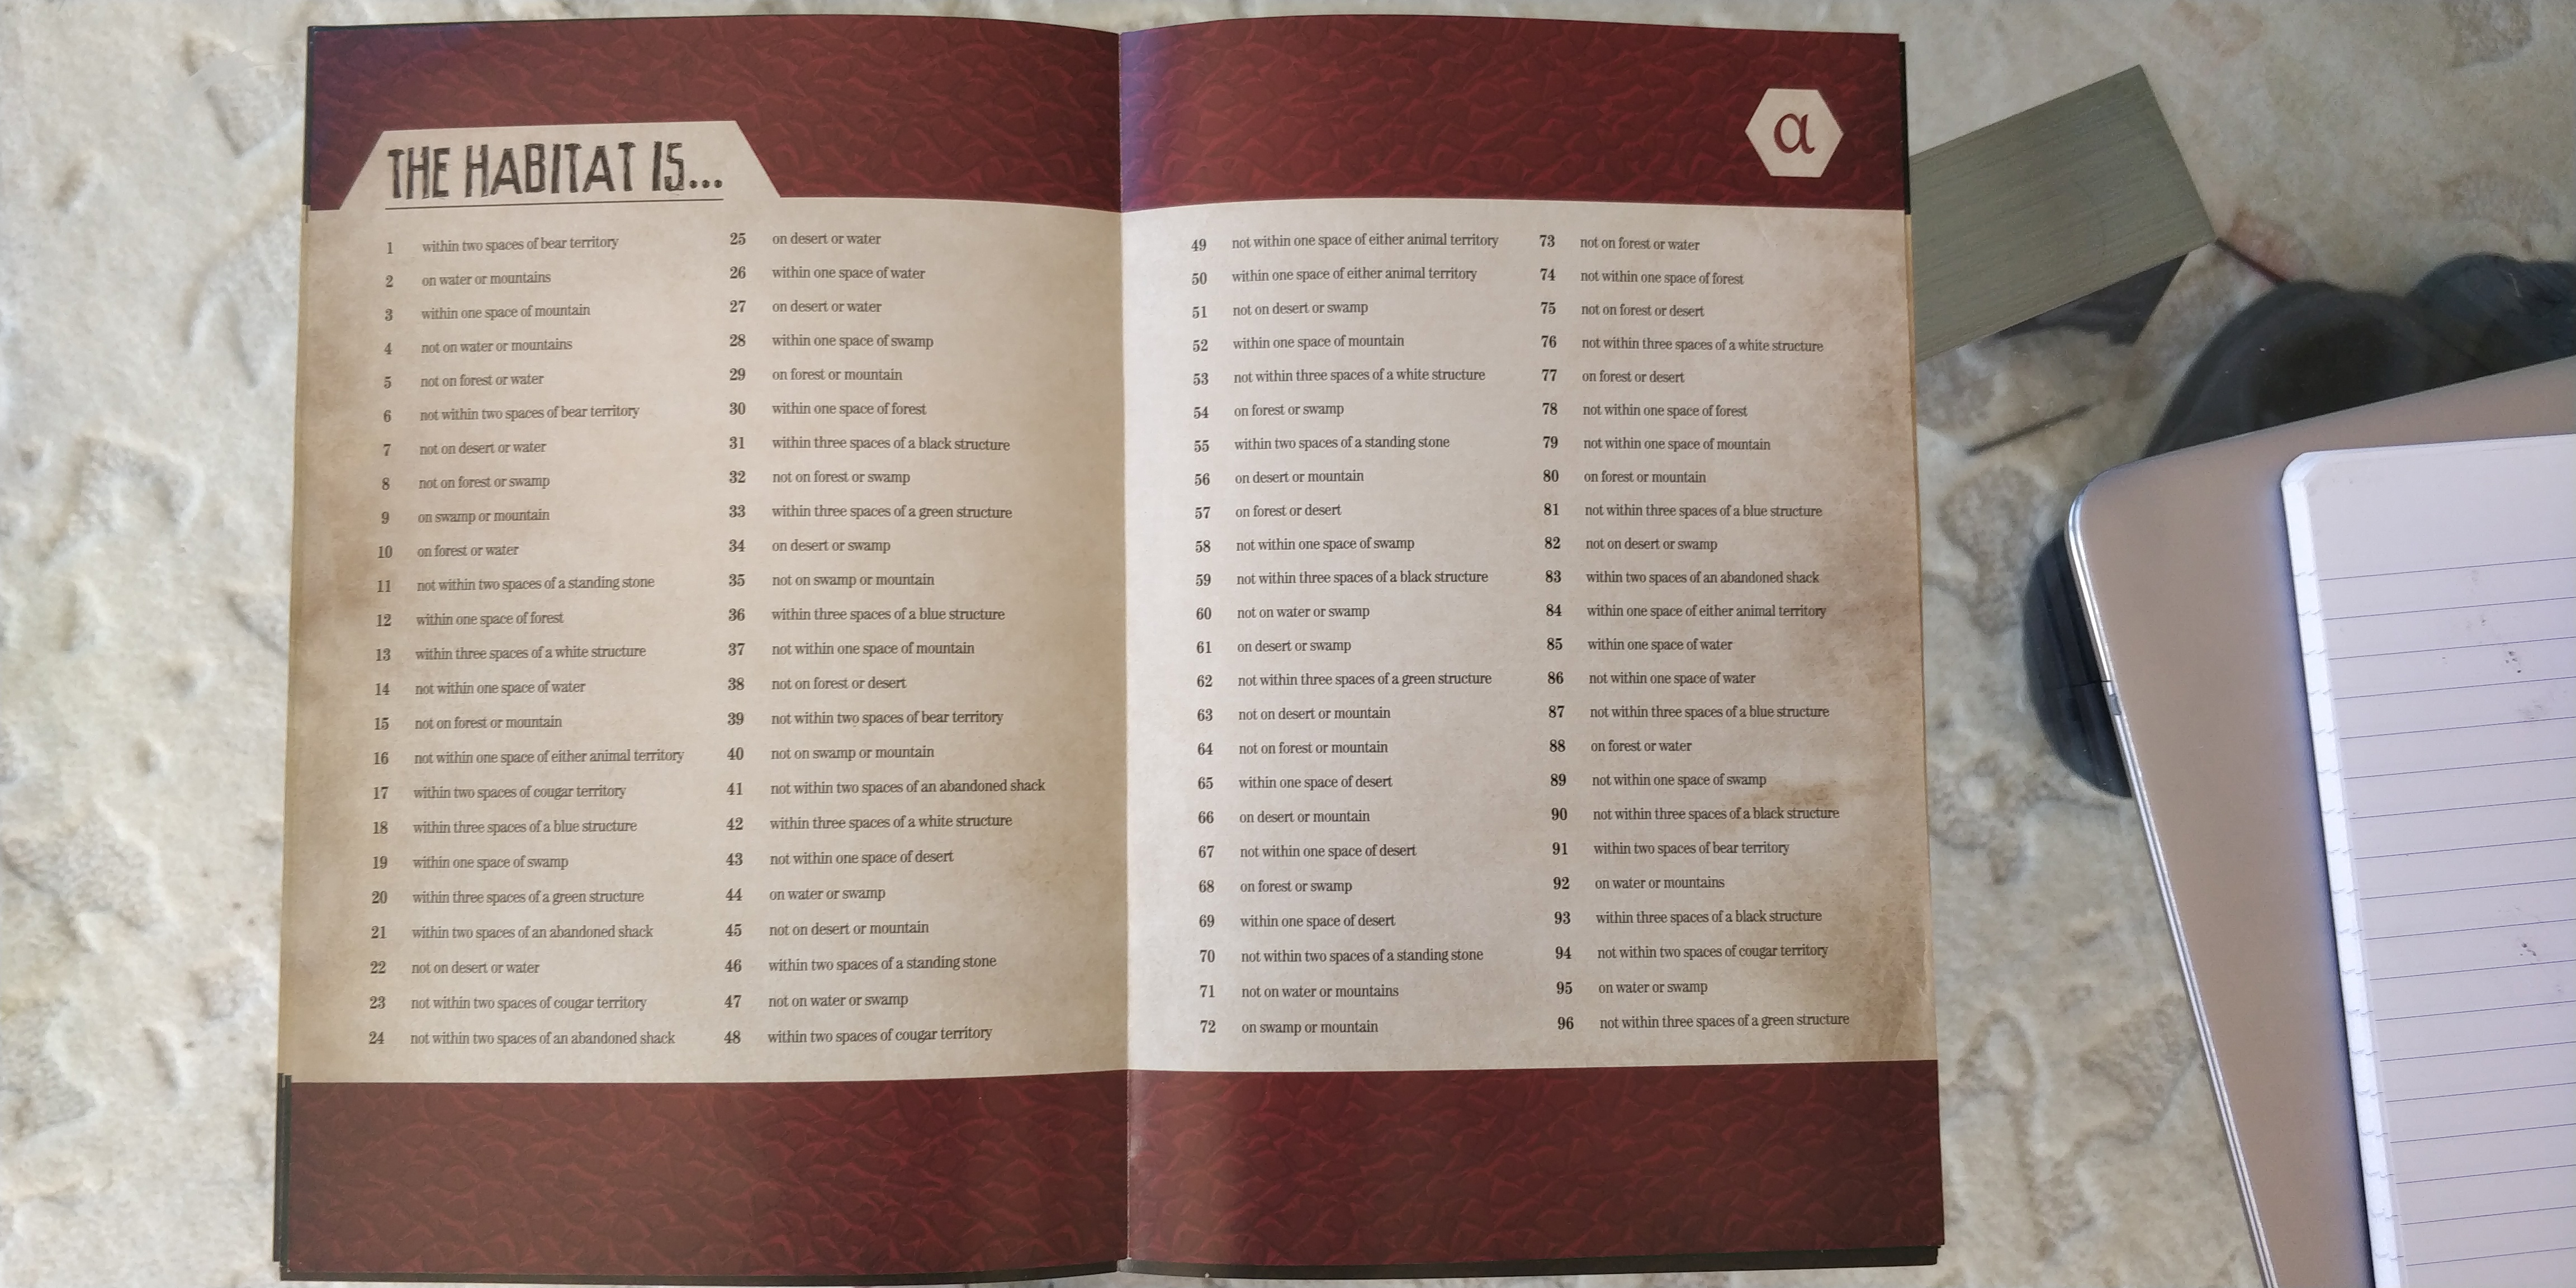 THE HABITAT IS...
α
1 within two spaces of bear territory
2 on water or mountains
3 within one space of mountain
4 not on water or mountains
5 not on forest or water
6 not within two spaces of bear territory
7 not on desert or water
8 not on forest or swamp
9 on swamp or mountain
10 on forest or water
11 not within two spaces of a standing stone
12 within one space of forest
13 within three spaces of a white structure
14 not within one space of water
15 not on forest or mountain
16 not within one space of either animal territory
17 within two spaces of cougar territory
18 within three spaces of a blue structure
19 within one space of swamp
20 within three spaces of a green structure
21 within two spaces of an abandoned shack
22 not on desert or water
23 not within two spaces of cougar territory
24 not within two spaces of an abandoned shack
25 on desert or water
26 within one space of water
27 on desert or water
28 within one space of swamp
29 on forest or mountain
30 within one space of forest
31 within three spaces of a black structure
32 not on forest or swamp
33 within three spaces of a green structure
34 on desert or swamp
35 not on swamp or mountain
36 within three spaces of a blue structure
37 not within one space of mountain
38 not on forest or desert
39 not within two spaces of bear territory
40 not on swamp or mountain
41 not within two spaces of an abandoned shack
42 within three spaces of a white structure
43 not within one space of desert
44 on water or swamp
45 not on desert or mountain
46 within two spaces of a standing stone
47 not on water or swamp
48 within two spaces of cougar territory
49 not within one space of either animal territory
50 within one space of either animal territory
51 not on desert or swamp
52 within one space of mountain
53 not within three spaces of a white structure
54 on forest or swamp
55 within two spaces of a standing stone
56 on desert or mountain
57 on forest or desert
58 not within one space of swamp
59 not within three spaces of a black structure
60 not on water or swamp
61 on desert or swamp
62 not within three spaces of a green structure
63 not on desert or mountain
64 not on forest or mountain
65 within one space of desert
66 on desert or mountain
67 not within one space of desert
68 on forest or swamp
69 within one space of desert
70 not within two spaces of a standing stone
71 not on water or mountains
72 on swamp or mountain
73 not on forest or water
74 not within one space of forest
75 not on forest or desert
76 not within three spaces of a white structure
77 on forest or desert
78 not within one space of forest
79 not within one space of mountain
80 on forest or mountain
81 not within three spaces of a blue structure
82 not on desert or swamp
83 within two spaces of an abandoned shack
84 within one space of either animal territory
85 within one space of water
86 not within one space of water
87 not within three spaces of a blue structure
88 on forest or water
89 not within one space of swamp
90 not within three spaces of a black structure
91 within two spaces of bear territory
92 on water or mountains
93 within three spaces of a black structure
94 not within two spaces of cougar territory
95 on water or swamp
96 not within three spaces of a green structure